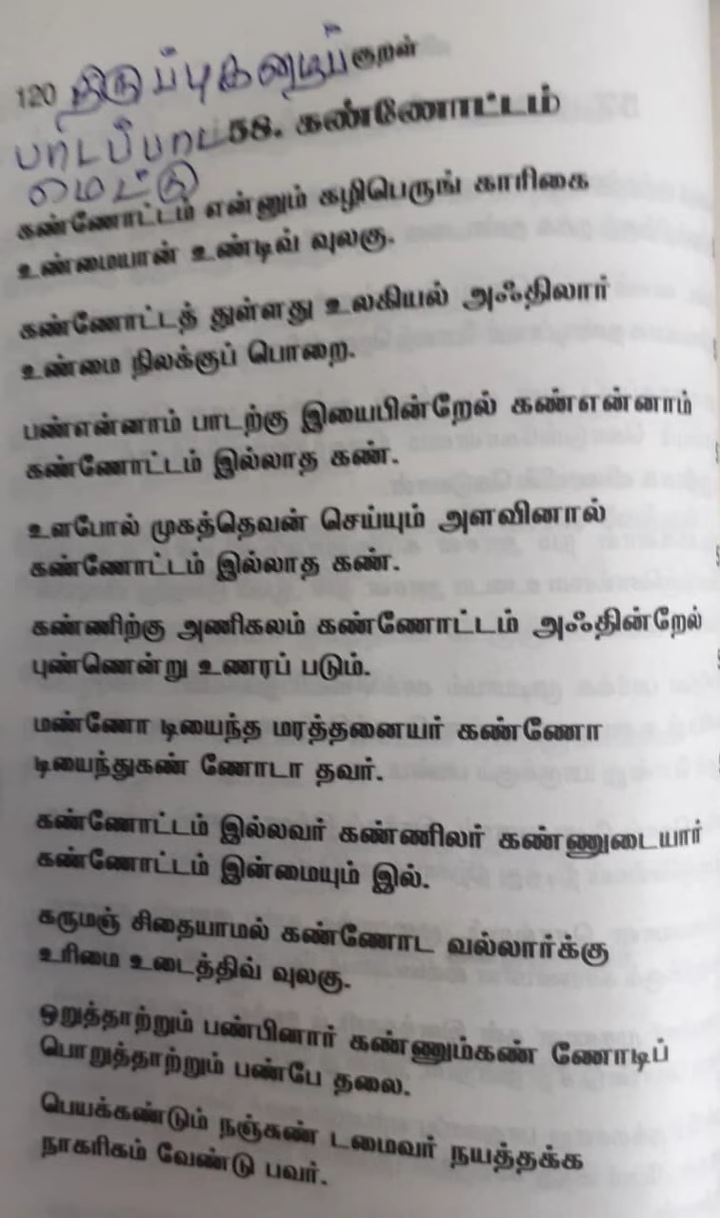 120 திருப்புகழைப் குறள்
பாடப்பாட 58. கண்ணோட்டம்
மெட்டு
கண்ணோட்டம் என்னும் கழிபெருங் காரிகை
உண்மையான் உண்டிவ் வுலகு.
கண்ணோட்டத் துள்ளது உலகியல் அஃதிலார்
உண்மை நிலக்குப் பொறை.
பண்என்னாம் பாடற்கு இயைபின்றேல் கண்என்னாம்
கண்ணோட்டம் இல்லாத கண்.
உளபோல் முகத்தெவன் செய்யும் அளவினால்
கண்ணோட்டம் இல்லாத கண்.
கண்ணிற்கு அணிகலம் கண்ணோட்டம் அஃதின்றேல்
புண்ணென்று உணரப் படும்.
மண்ணோ டியைந்த மரத்தனையர் கண்ணோ
டியைந்துகண் ணோடா தவர்.
கண்ணோட்டம் இல்லவர் கண்ணிலர் கண்ணுடையார்
கண்ணோட்டம் இன்மையும் இல்.
கருமஞ் சிதையாமல் கண்ணோட வல்லார்க்கு
உரிமை உடைத்திவ் வுலகு.
ஒறுத்தாற்றும் பண்பினார் கண்ணும்கண் ணோடிப்
பொறுத்தாற்றும் பண்பே தலை.
பெயக்கண்டும் நஞ்கண் டமைவர் நயத்தக்க
நாகரிகம் வேண்டு பவர்.